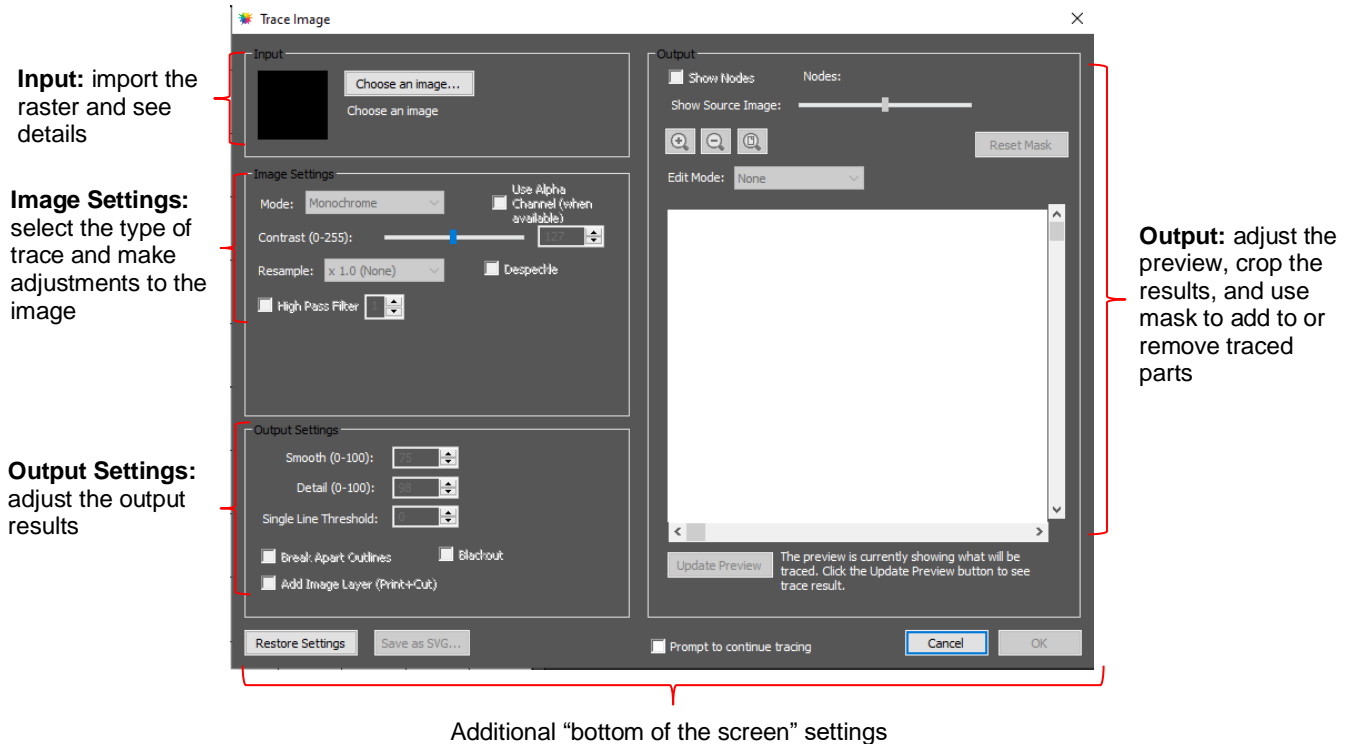 Trace Image
Input: import the
raster and see
details
Input
Choose an image...
Choose an image
Image Settings:
select the type of
trace and make
adjustments to the
image
Image Settings
Mode: Monochrome
Use Alpha
Channel (when
available)
Contrast (0-255): 127
Resample: x 1.0 (None) Despeckle
High Pass Filter 1
Output Settings:
adjust the output
results
Output Settings
Smooth (0-100): 75
Detail (0-100): 98
Single Line Threshold: 0
Break Apart Outlines Blackout
Add Image Layer (Print+Cut)
Restore Settings Save as SVG...
Output
Show Nodes Nodes:
Show Source Image:
Reset Mask
Edit Mode: None
Update Preview
The preview is currently showing what will be
traced. Click the Update Preview button to see
trace result.
Prompt to continue tracing Cancel OK
Output: adjust the
preview, crop the
results, and use
mask to add to or
remove traced
parts
Additional “bottom of the screen” settings